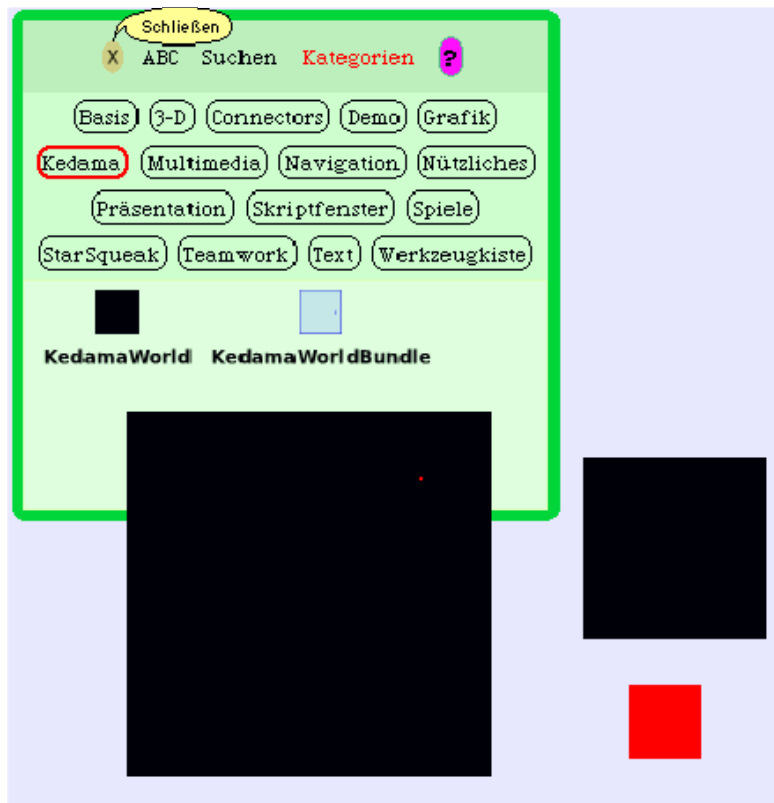 Schließen
X ABC Suchen Kategorien ?
Basis 3-D Connectors Demo Grafik
Kedama Multimedia Navigation Nützliches
Präsentation Skriptfenster Spiele
StarSqueak Teamwork Text Werkzeugkiste
KedamaWorld KedamaWorldBundle